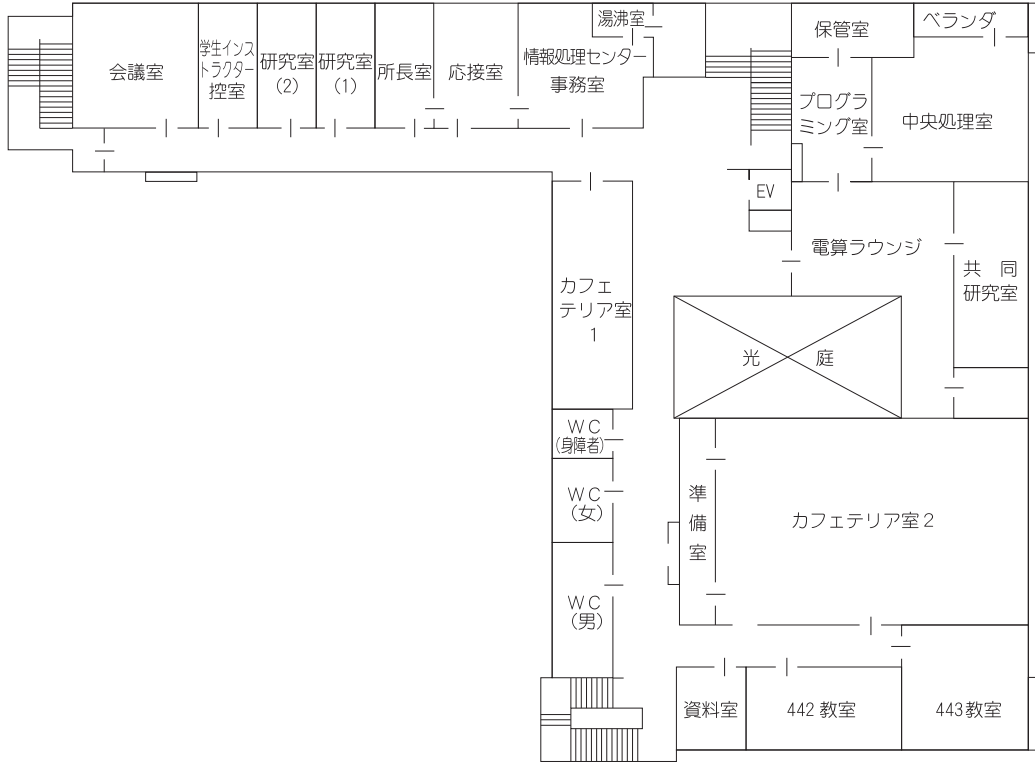 会議室
学生インス
トラクター
控室
研究室
(2)
研究室
(1)
所長室
応接室
情報処理センター
事務室
湯沸室
保管室
ベランダ
プログラ
ミング室
中央処理室
EV
電算ラウンジ
共 同
研究室
カフェ
テリア室
1
光 庭
WC
(身障者)
WC
(女)
WC
(男)
準
備
室
カフェテリア室2
資料室
442教室
443教室